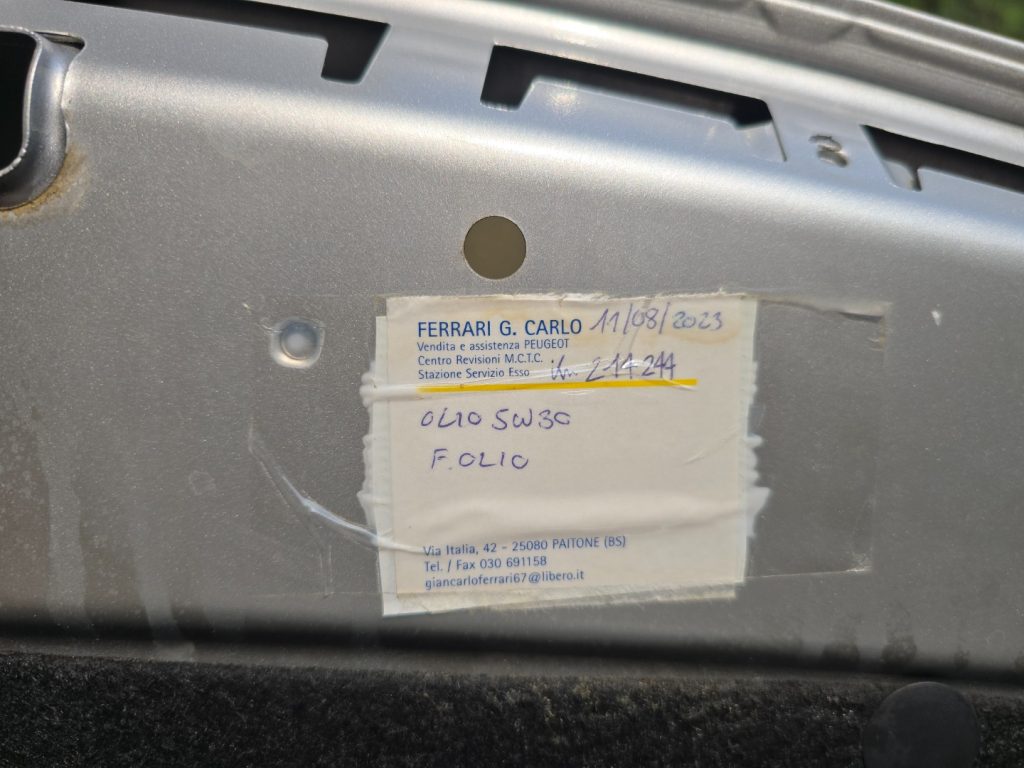 FERRARI G. CARLO 11/08/2023
Vendita e assistenza PEUGEOT
Centro Revisioni M.C.T.C.
Stazione Servizio Esso km 214244
OLIO 5W30
F. OLIO
Via Italia, 42 - 25080 PAITONE (BS)
Tel. / Fax 030 691158
giancarloferrari67@libero.it